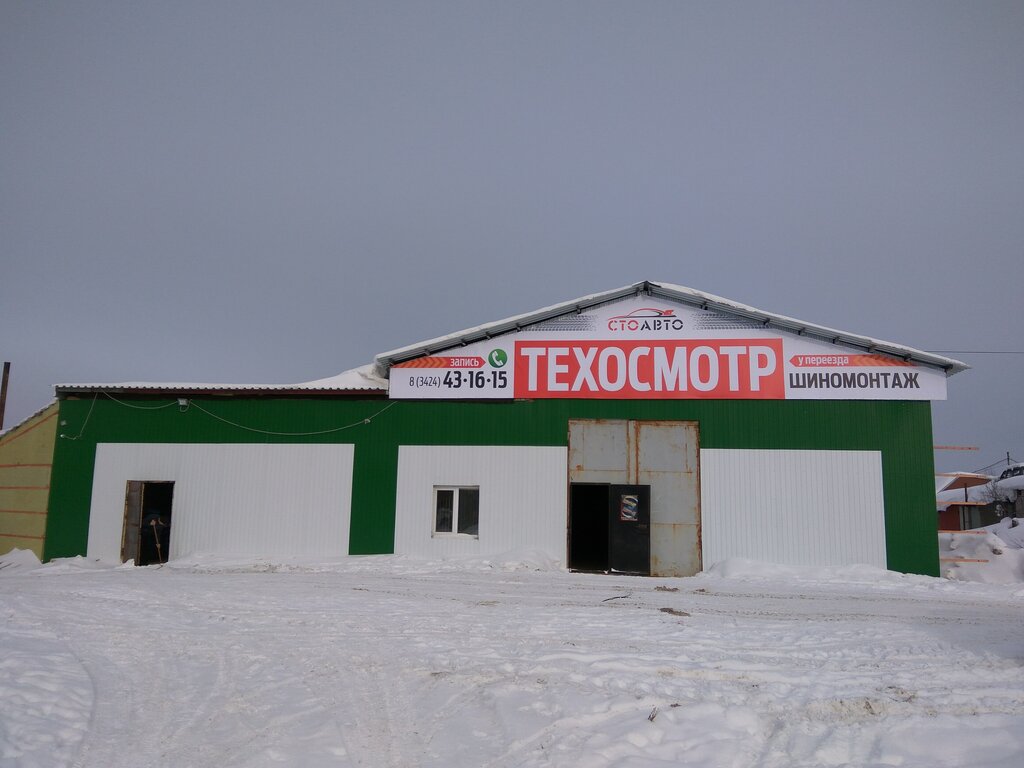 СТОАВТО
запись
8 (3424) 43·16·15
ТЕХОСМОТР
у переезда
ШИНОМОНТАЖ